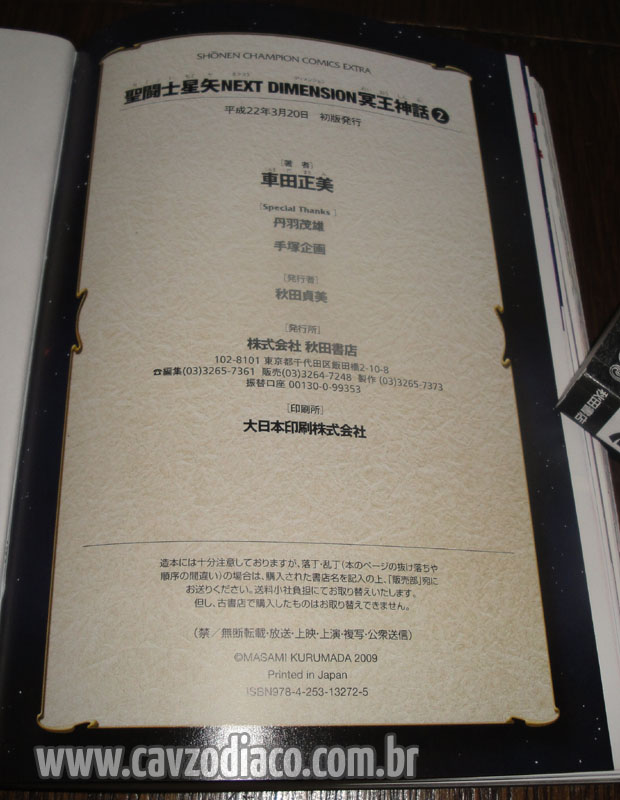 SHŌNEN CHAMPION COMICS EXTRA
聖闘士星矢NEXT DIMENSION冥王神話❷
平成22年3月20日　初版発行
[著者]
車田正美
[Special Thanks]
丹羽茂雄
手塚企画
[発行者]
秋田貞美
[発行所]
株式会社 秋田書店
102-8101 東京都千代田区飯田橋2-10-8
☎編集(03)3265-7361 販売(03)3264-7248 製作(03)3265-7373
振替口座 00130-0-99353
[印刷所]
大日本印刷株式会社
造本には十分注意しておりますが、落丁・乱丁(本のページの抜け落ちや
順序の間違い)の場合は、購入された書店名を記入の上、「販売部」宛に
お送りください。送料小社負担にてお取り替えいたします。
但し、古書店で購入したものはお取り替えできません。
(禁／無断転載・放送・上映・上演・複写・公衆送信)
©MASAMI KURUMADA 2009
Printed in Japan
ISBN978-4-253-13272-5
秋田書店
www.cavzodiaco.com.br